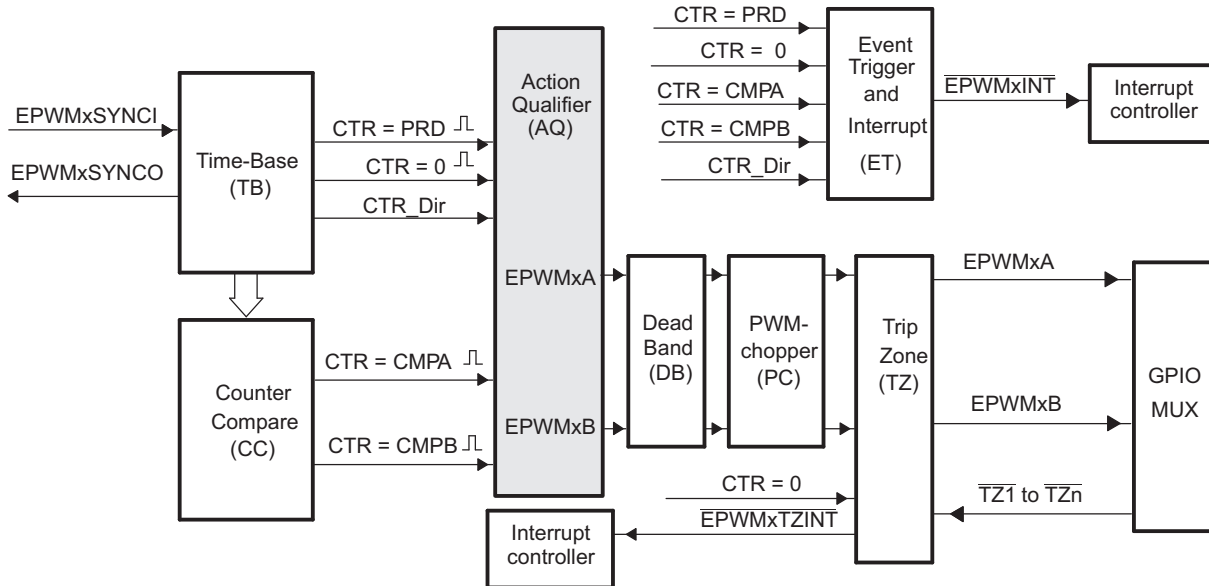 EPWMxSYNCI
EPWMxSYNCO
Time-Base
(TB)
CTR = PRD
CTR = 0
CTR_Dir
Counter
Compare
(CC)
CTR = CMPA
CTR = CMPB
Action
Qualifier
(AQ)
EPWMxA
EPWMxB
CTR = PRD
CTR = 0
CTR = CMPA
CTR = CMPB
CTR_Dir
Event
Trigger
and
Interrupt
(ET)
EPWMxINT
Interrupt
controller
Dead
Band
(DB)
PWM-
chopper
(PC)
Trip
Zone
(TZ)
EPWMxA
EPWMxB
TZ1 to TZn
GPIO
MUX
CTR = 0
EPWMxTZINT
Interrupt
controller